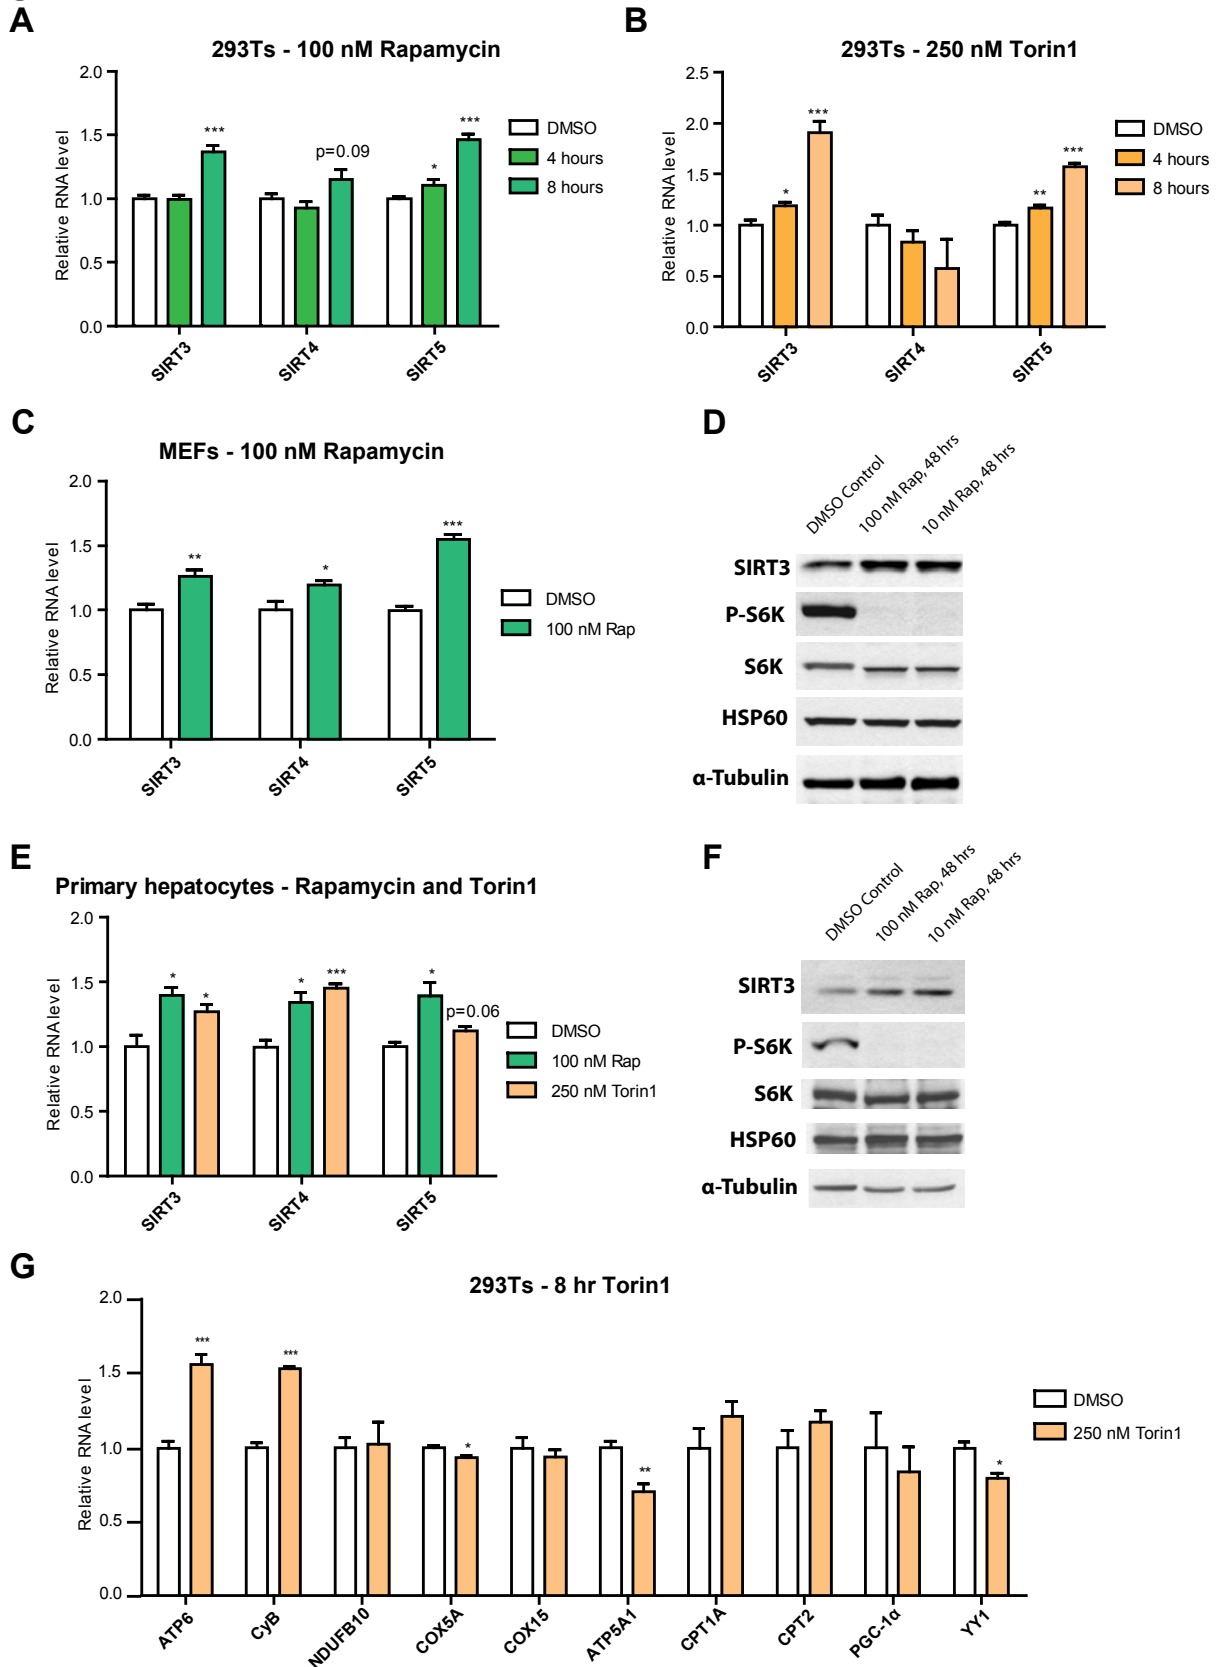 A
293Ts - 100 nM Rapamycin
Relative RNA level
2.0
1.5
1.0
0.5
0.0
***
p=0.09
*
***
DMSO
4 hours
8 hours
SIRT3
SIRT4
SIRT5
B
293Ts - 250 nM Torin1
Relative RNA level
2.5
2.0
1.5
1.0
0.5
0.0
*
***
**
***
DMSO
4 hours
8 hours
SIRT3
SIRT4
SIRT5
C
MEFs - 100 nM Rapamycin
Relative RNA level
2.0
1.5
1.0
0.5
0.0
**
*
***
DMSO
100 nM Rap
SIRT3
SIRT4
SIRT5
D
DMSO Control
100 nM Rap, 48 hrs
10 nM Rap, 48 hrs
SIRT3
P-S6K
S6K
HSP60
α-Tubulin
E
Primary hepatocytes - Rapamycin and Torin1
Relative RNA level
2.0
1.5
1.0
0.5
0.0
*
*
*
***
*
p=0.06
DMSO
100 nM Rap
250 nM Torin1
SIRT3
SIRT4
SIRT5
F
DMSO Control
100 nM Rap, 48 hrs
10 nM Rap, 48 hrs
SIRT3
P-S6K
S6K
HSP60
α-Tubulin
G
293Ts - 8 hr Torin1
Relative RNA level
2.0
1.5
1.0
0.5
0.0
***
***
*
**
*
DMSO
250 nM Torin1
ATP6
CyB
NDUFB10
COX5A
COX15
ATP5A1
CPT1A
CPT2
PGC-1α
YY1